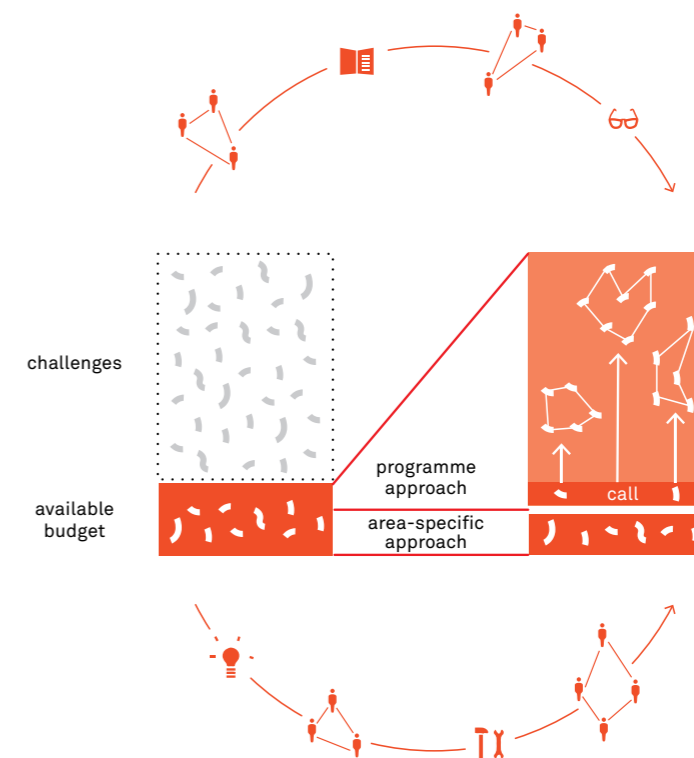 challenges
programme
approach
call
available
budget
area-specific
approach